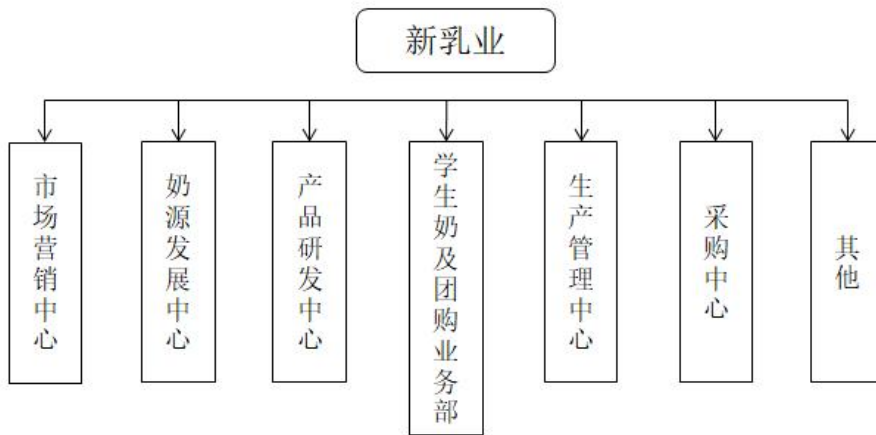 新乳业
市场营销中心
奶源发展中心
产品研发中心
学生奶及团购业务部
生产管理中心
采购中心
其他